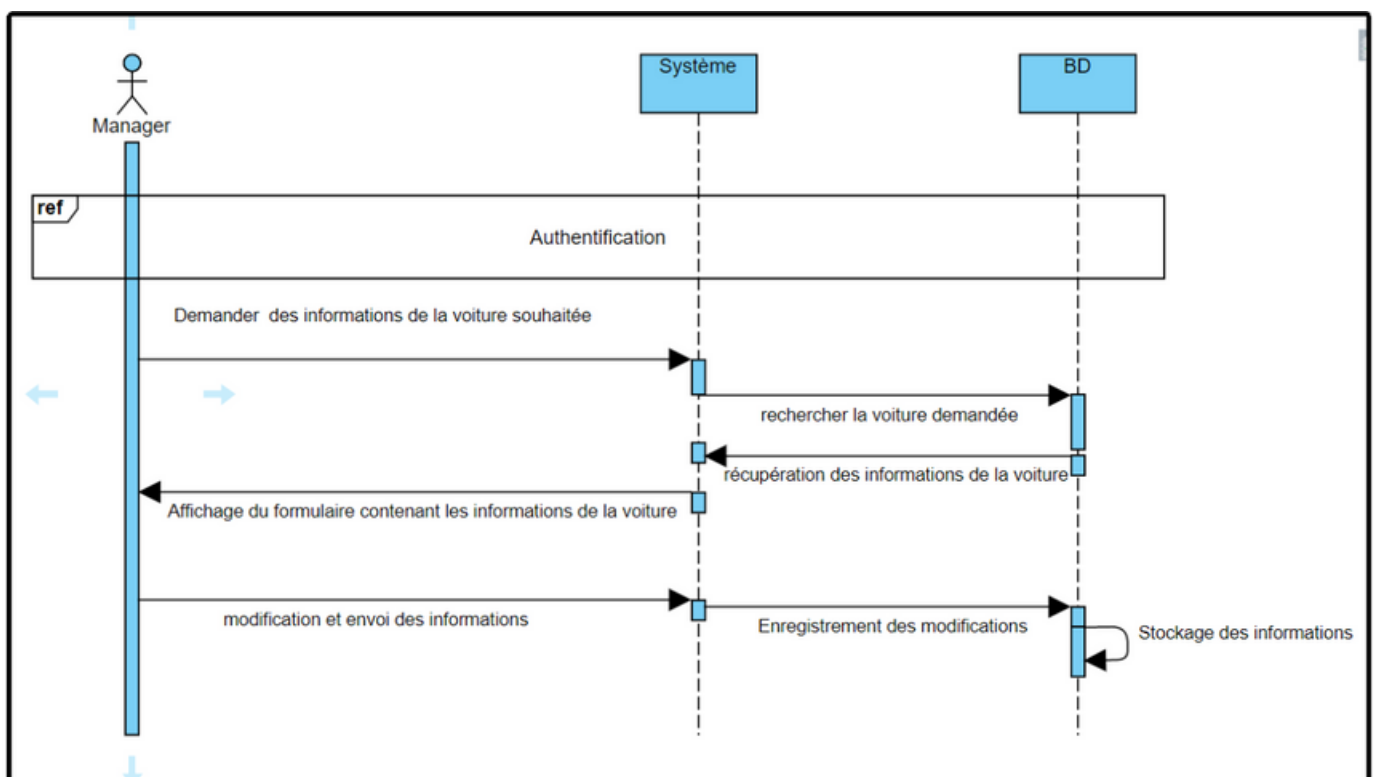 Manager
Système
BD
ref
Authentification
Demander des informations de la voiture souhaitée
rechercher la voiture demandée
récupération des informations de la voiture
Affichage du formulaire contenant les informations de la voiture
modification et envoi des informations
Enregistrement des modifications
Stockage des informations